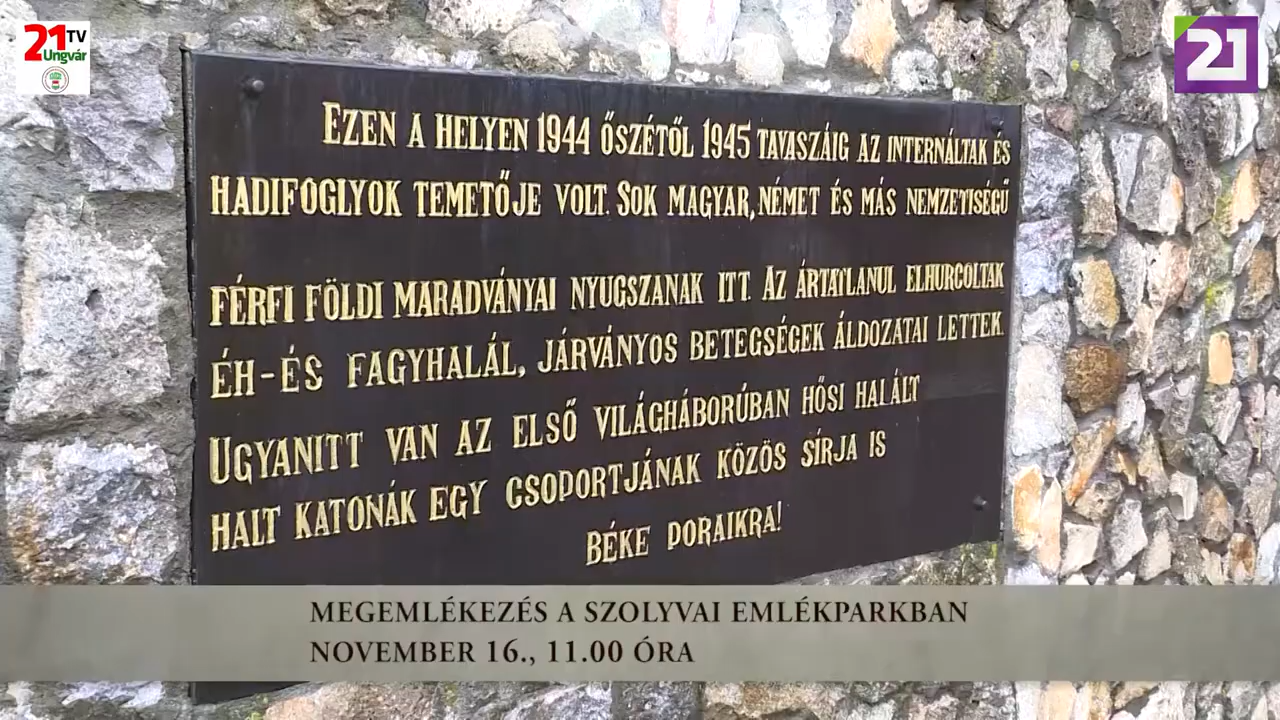 21 TV
Ungvár
21
EZEN A HELYEN 1944 ŐSZÉTŐL 1945 TAVASZÁIG AZ INTERNÁLTAK ÉS
HADIFOGLYOK TEMETŐJE VOLT. SOK MAGYAR, NÉMET ÉS MÁS NEMZETISÉGŰ
FÉRFI FÖLDI MARADVÁNYAI NYUGSZANAK ITT. AZ ÁRTATLANUL ELHURCOLTAK
ÉH-ÉS FAGYHALÁL, JÁRVÁNYOS BETEGSÉGEK ÁLDOZATAI LETTEK.
UGYANITT VAN AZ ELSŐ VILÁGHÁBORÚBAN HŐSI HALÁLT
HALT KATONÁK EGY CSOPORTJÁNAK KÖZÖS SÍRJA IS
BÉKE PORAIKRA!
MEGEMLÉKEZÉS A SZOLYVAI EMLÉKPARKBAN
NOVEMBER 16., 11.00 ÓRA